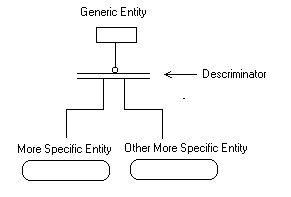 Generic Entity
Descriminator
More Specific Entity
Other More Specific Entity